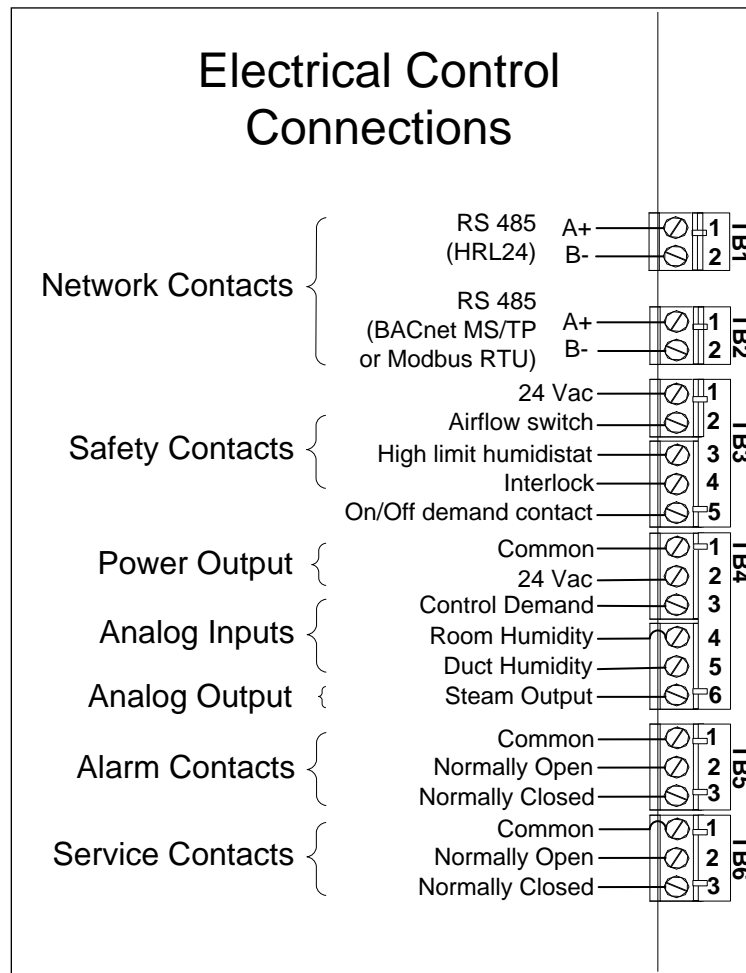 Electrical Control
Connections
Network Contacts
RS 485
(HRL24)
A+
B-
1
2
TB1
RS 485
(BACnet MS/TP
or Modbus RTU)
A+
B-
1
2
TB2
Safety Contacts
24 Vac
1
Airflow switch
2
High limit humidistat
3
Interlock
4
On/Off demand contact
5
TB3
Power Output
Common
1
24 Vac
2
Analog Inputs
Control Demand
3
Room Humidity
4
Duct Humidity
5
Analog Output
Steam Output
6
TB4
Alarm Contacts
Common
1
Normally Open
2
Normally Closed
3
TB5
Service Contacts
Common
1
Normally Open
2
Normally Closed
3
TB6